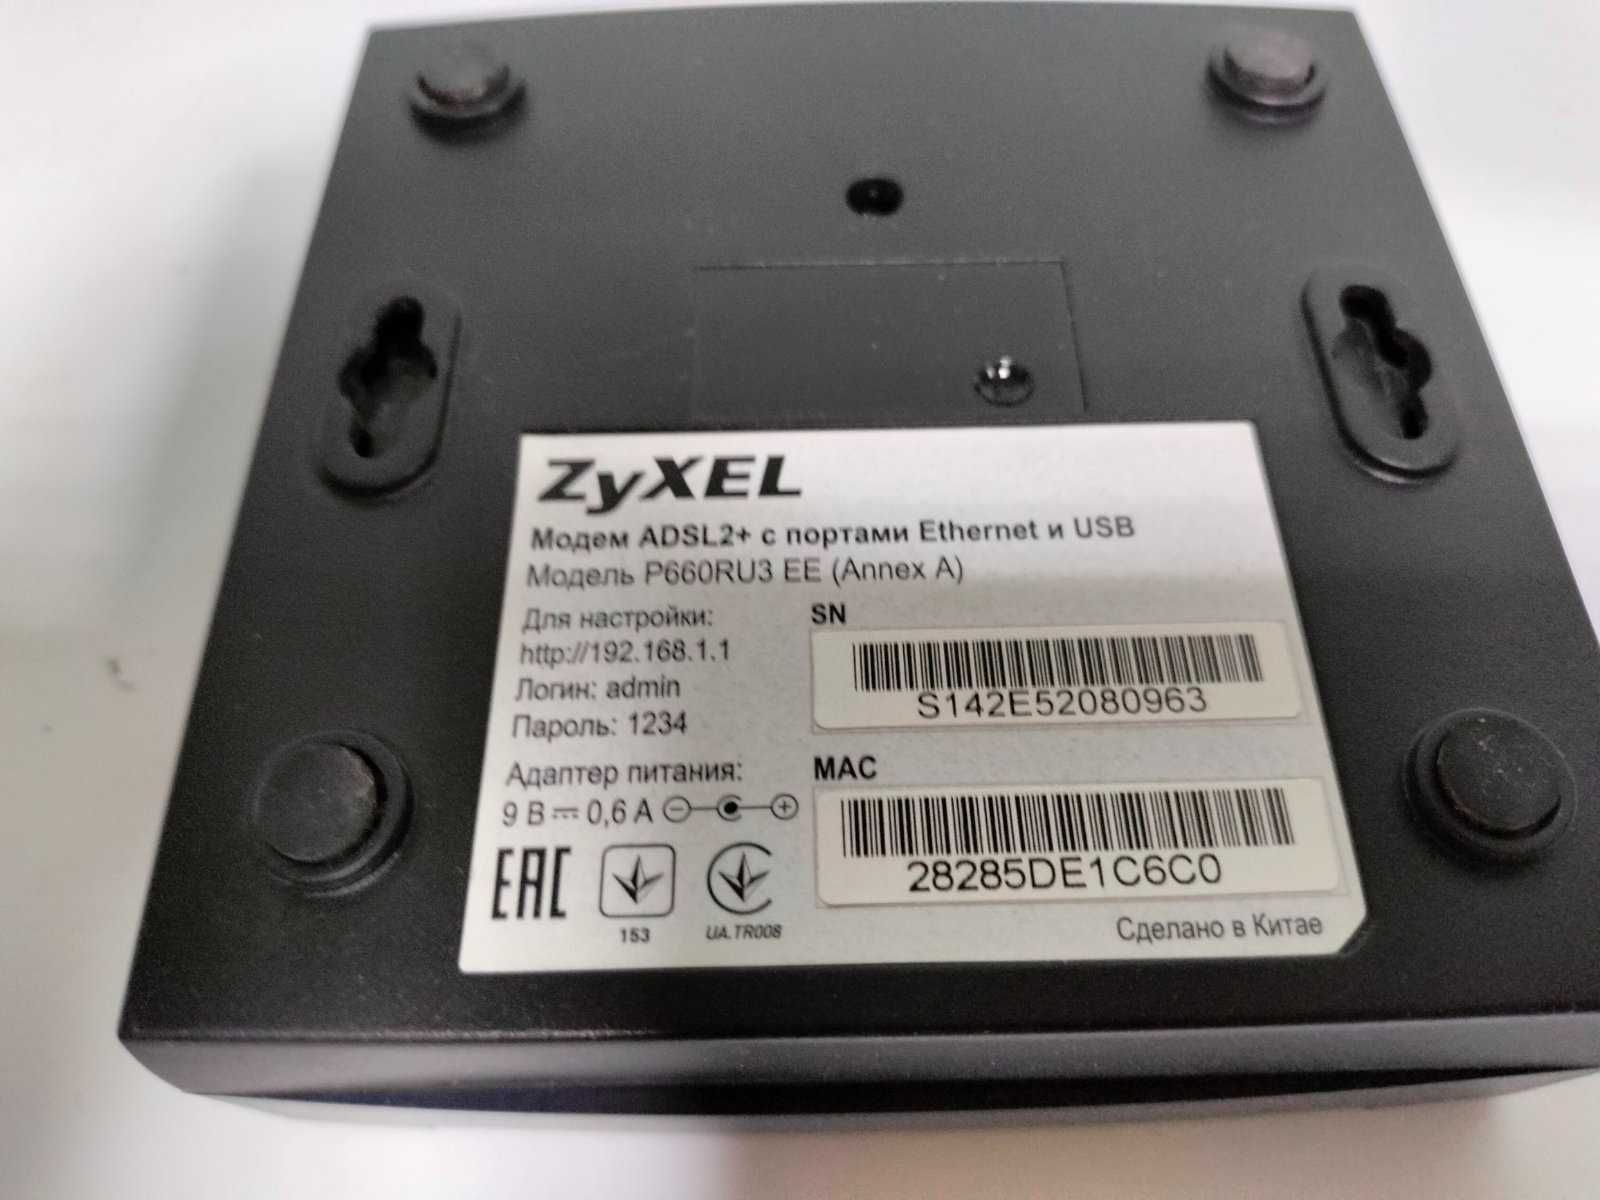 ZyXEL
Модем ADSL2+ с портами Ethernet и USB
Модель P660RU3 EE (Annex A)
Для настройки:
http://192.168.1.1
Логин: admin
Пароль: 1234
SN
S142E52080963
Адаптер питания:
9 В 0,6 А
MAC
28285DE1C6C0
EAC
153
UA.TR008
Сделано в Китае